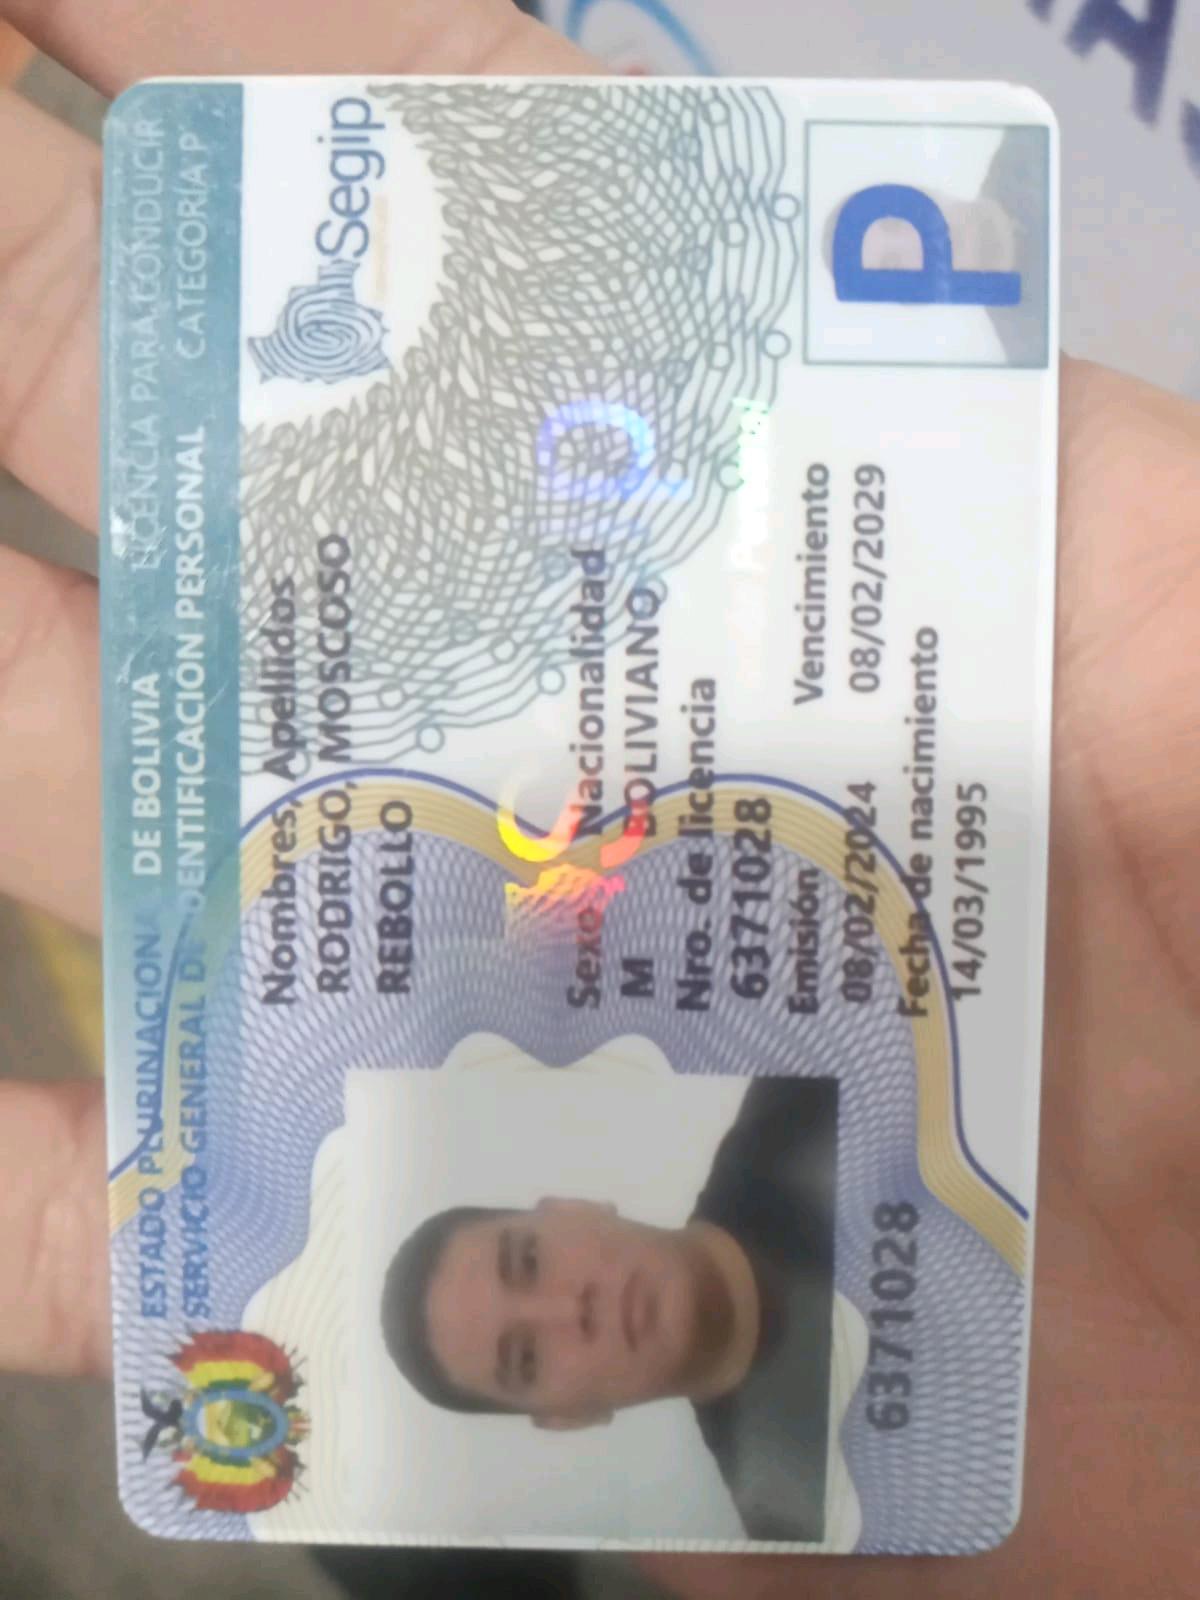 ESTADO PLURINACIONAL DE BOLIVIA LICENCIA PARA CONDUCIR
SERVICIO GENERAL DE IDENTIFICACIÓN PERSONAL CATEGORÍA'P'
Segip
Nombres, Apellidos
RODRIGO, MOSCOSO
REBOLLO
Sexo Nacionalidad
M BOLIVIANO
Nro. de licencia
6371028
Emisión Vencimiento
08/02/2024 08/02/2029
Fecha de nacimiento
14/03/1995
6371028
P